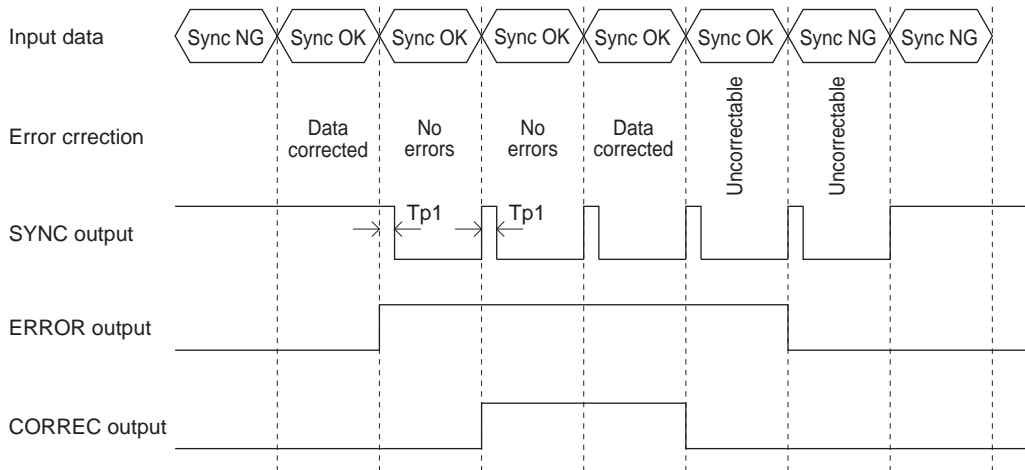 Input data
Sync NG Sync OK Sync OK Sync OK Sync OK Sync OK Sync NG Sync NG
Error crrection
Data
corrected
No
errors
No
errors
Data
corrected
Uncorrectable
Uncorrectable
SYNC output
Tp1
Tp1
ERROR output
CORREC output